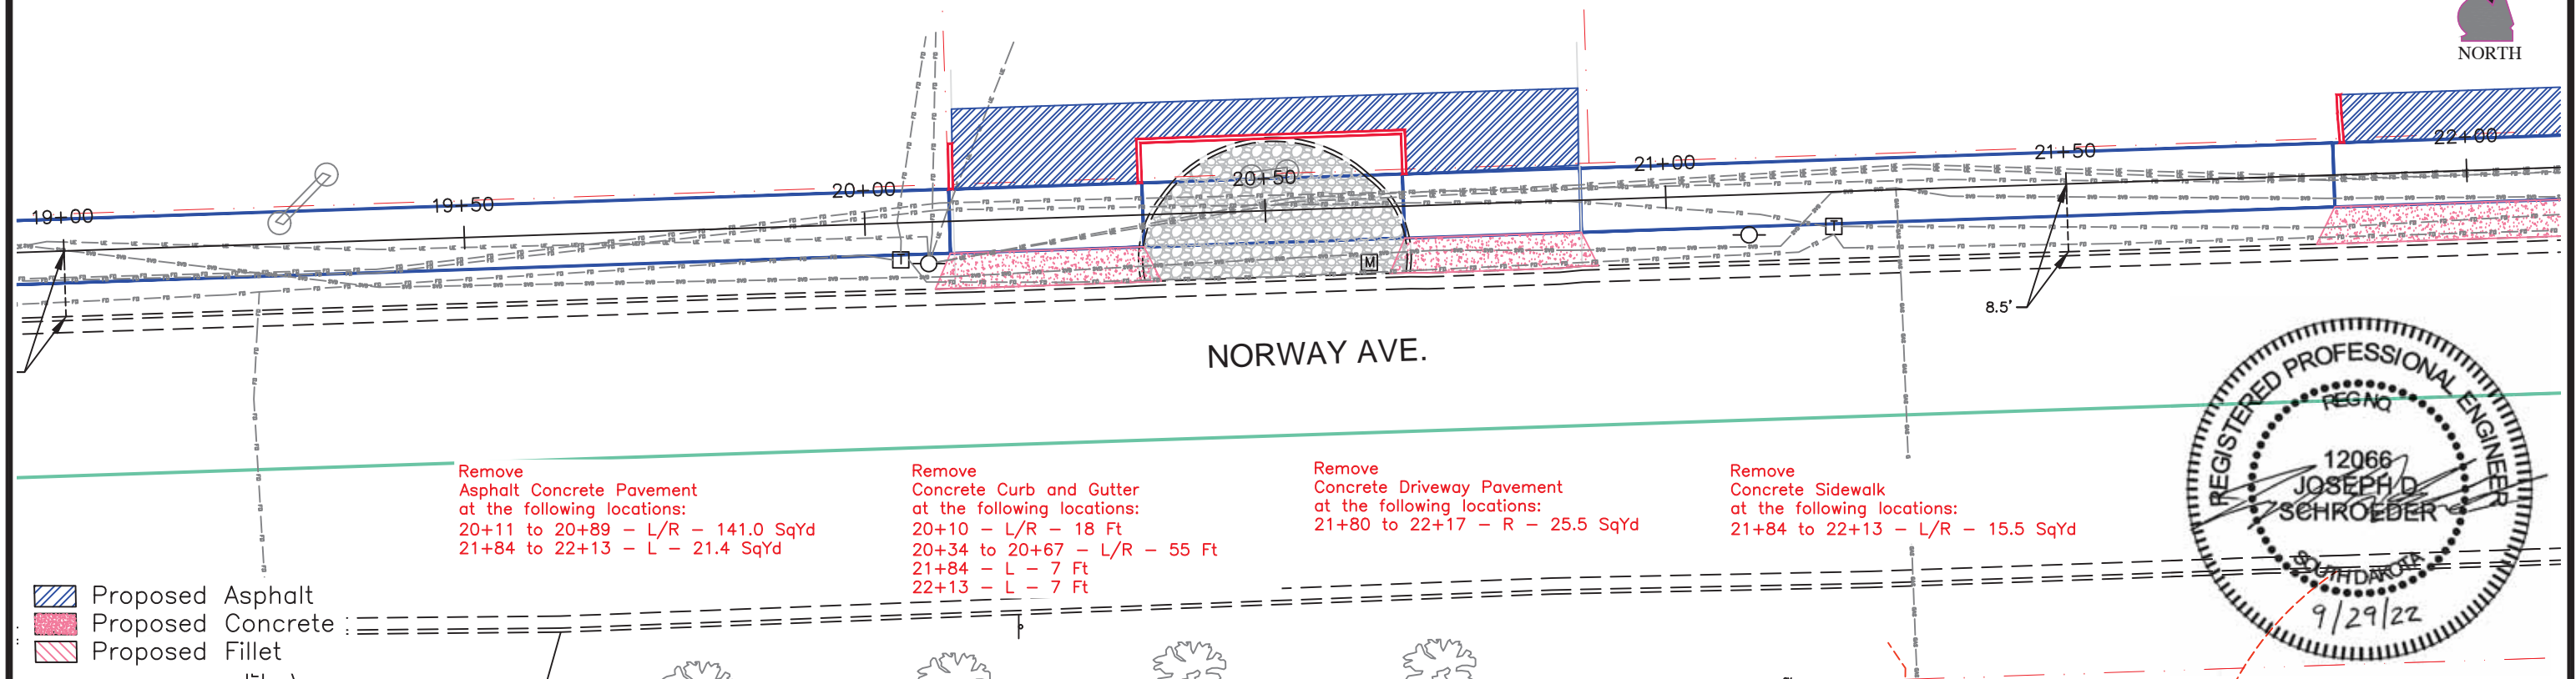 NORTH
19+00
19+50
20+00
20+50
21+00
21+50
22+00
T
M
T
8.5'
NORWAY AVE.
Remove
Asphalt Concrete Pavement
at the following locations:
20+11 to 20+89 – L/R – 141.0 SqYd
21+84 to 22+13 – L – 21.4 SqYd
Remove
Concrete Curb and Gutter
at the following locations:
20+10 – L/R – 18 Ft
20+34 to 20+67 – L/R – 55 Ft
21+84 – L – 7 Ft
22+13 – L – 7 Ft
Remove
Concrete Driveway Pavement
at the following locations:
21+80 to 22+17 – R – 25.5 SqYd
Remove
Concrete Sidewalk
at the following locations:
21+84 to 22+13 – L/R – 15.5 SqYd
REGISTERED PROFESSIONAL ENGINEER
REG NO.
12066
JOSEPH D.
SCHROEDER
SOUTH DAKOTA
9/29/22
Proposed Asphalt
Proposed Concrete
Proposed Fillet